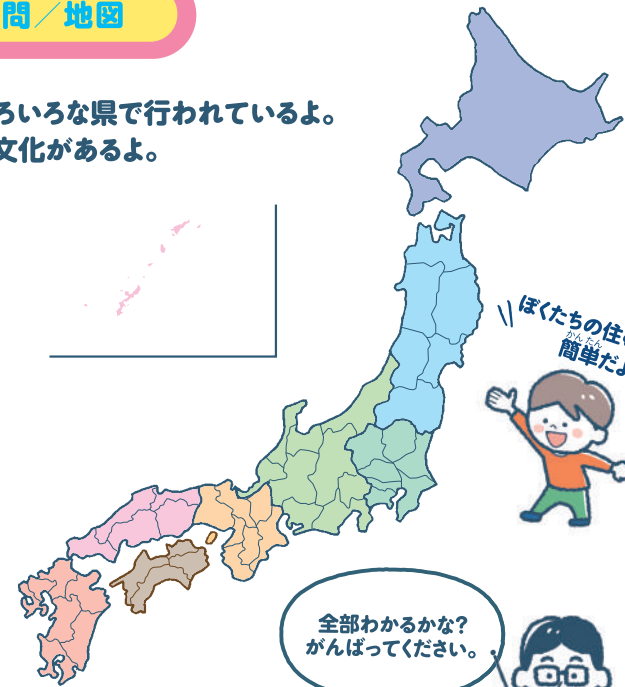 問／地図
ろいろな県で行われているよ。
文化があるよ。
ぼくたちの住
かんたん
簡単だよ
全部わかるかな？
がんばってください。